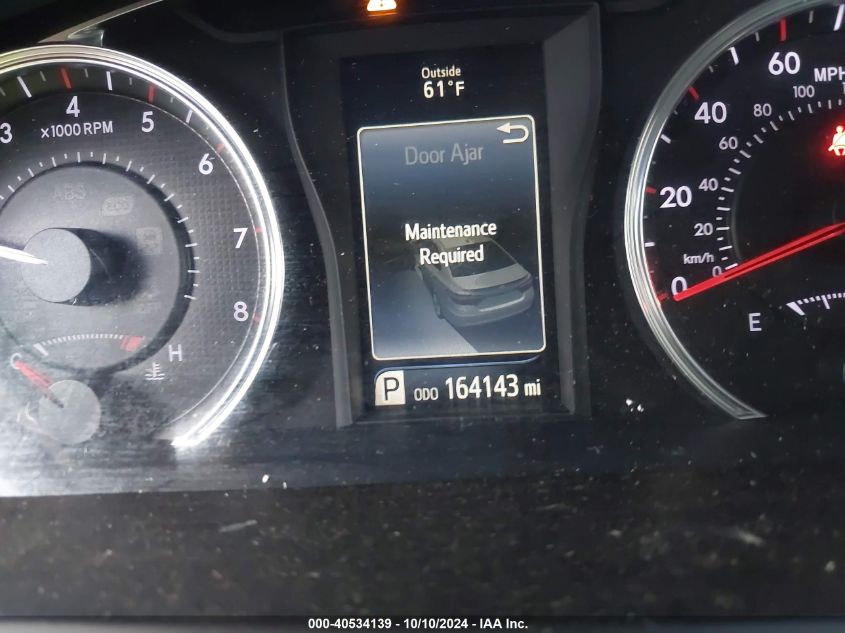 Outside
61°F
Door Ajar
Maintenance
Required
P ODO 164143 mi
3 4 5 6 7 8
x1000 RPM
ABS
C H
0 20 40 60
MPH
0 20 40 60 80 100
km/h
E
000-40534139 - 10/10/2024 - IAA Inc.